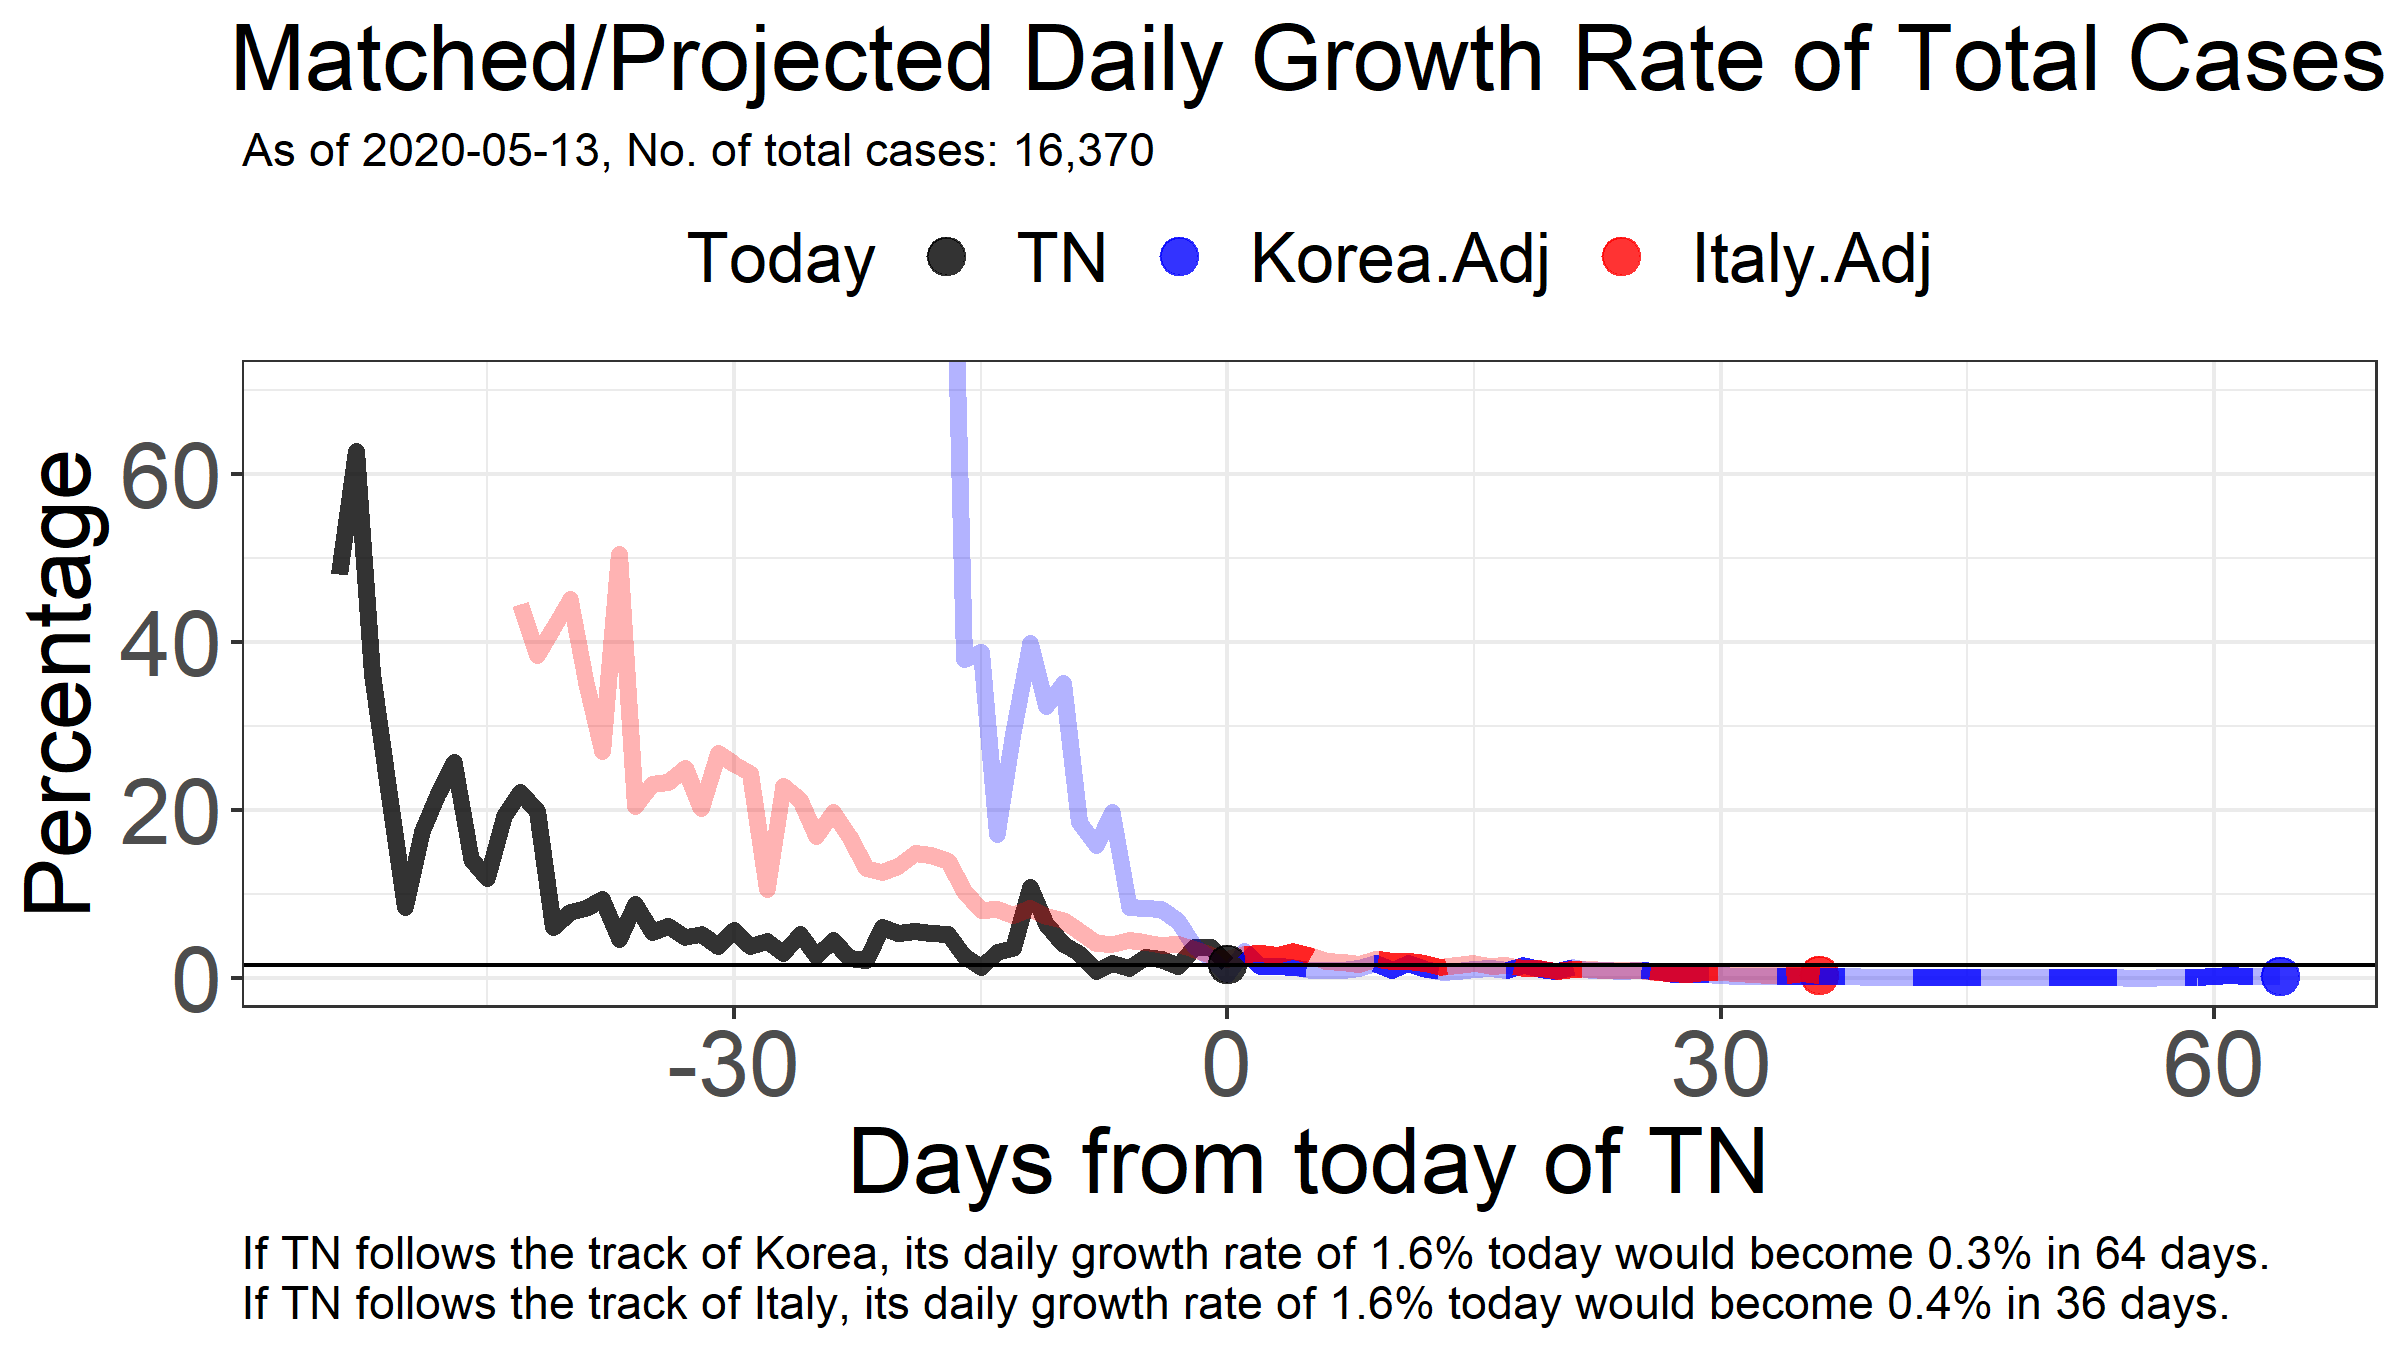 Matched/Projected Daily Growth Rate of Total Cases
As of 2020-05-13, No. of total cases: 16,370
Today TN Korea.Adj Italy.Adj
Percentage
60
40
20
0
-30 0 30 60
Days from today of TN
If TN follows the track of Korea, its daily growth rate of 1.6% today would become 0.3% in 64 days.
If TN follows the track of Italy, its daily growth rate of 1.6% today would become 0.4% in 36 days.